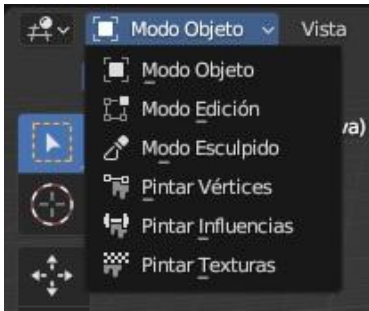 Modo Objeto Vista
Modo Objeto
Modo Edición
va)
Modo Esculpido
Pintar Vértices
Pintar Influencias
Pintar Texturas